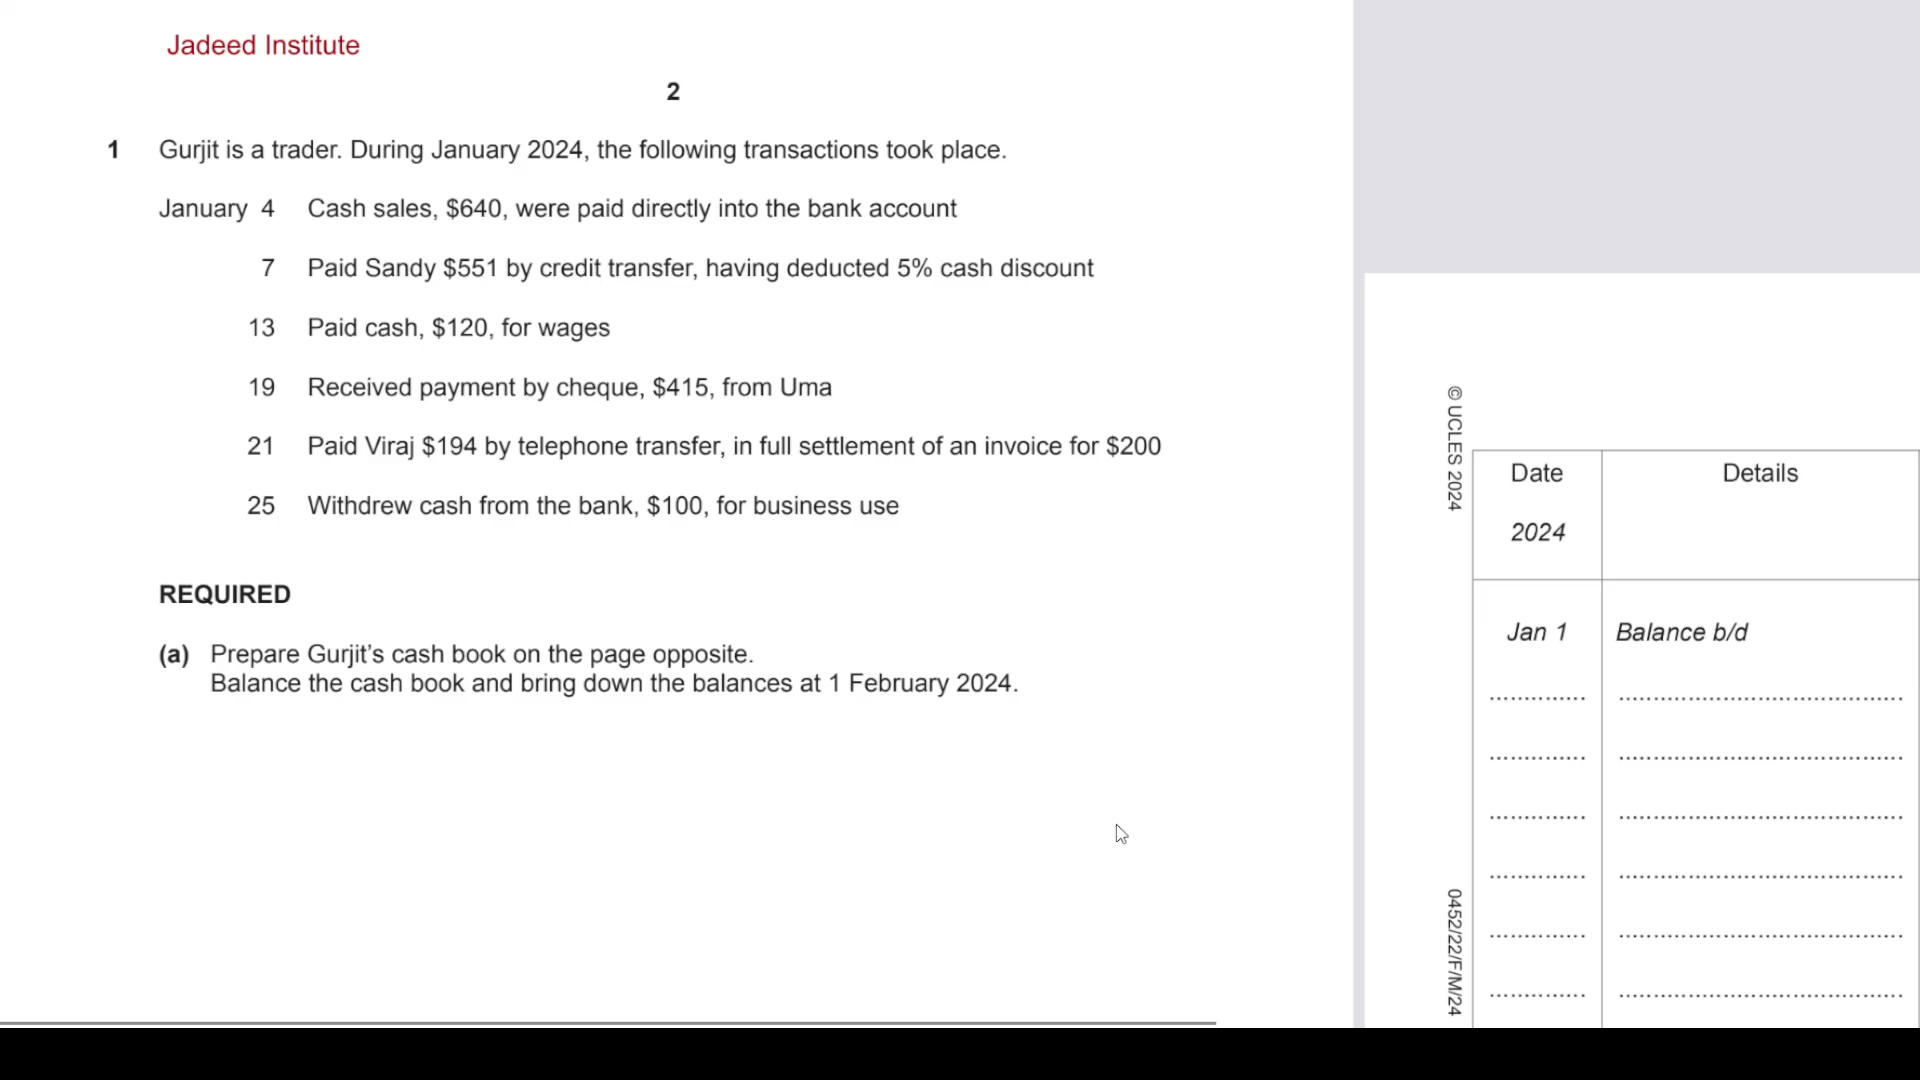 Jadeed Institute
2
1 Gurjit is a trader. During January 2024, the following transactions took place.
January 4 Cash sales, $640, were paid directly into the bank account
7 Paid Sandy $551 by credit transfer, having deducted 5% cash discount
13 Paid cash, $120, for wages
19 Received payment by cheque, $415, from Uma
21 Paid Viraj $194 by telephone transfer, in full settlement of an invoice for $200
25 Withdrew cash from the bank, $100, for business use
REQUIRED
(a) Prepare Gurjit's cash book on the page opposite.
Balance the cash book and bring down the balances at 1 February 2024.
© UCLES 2024
0452/22/F/M/24
Date Details
2024
Jan 1 Balance b/d